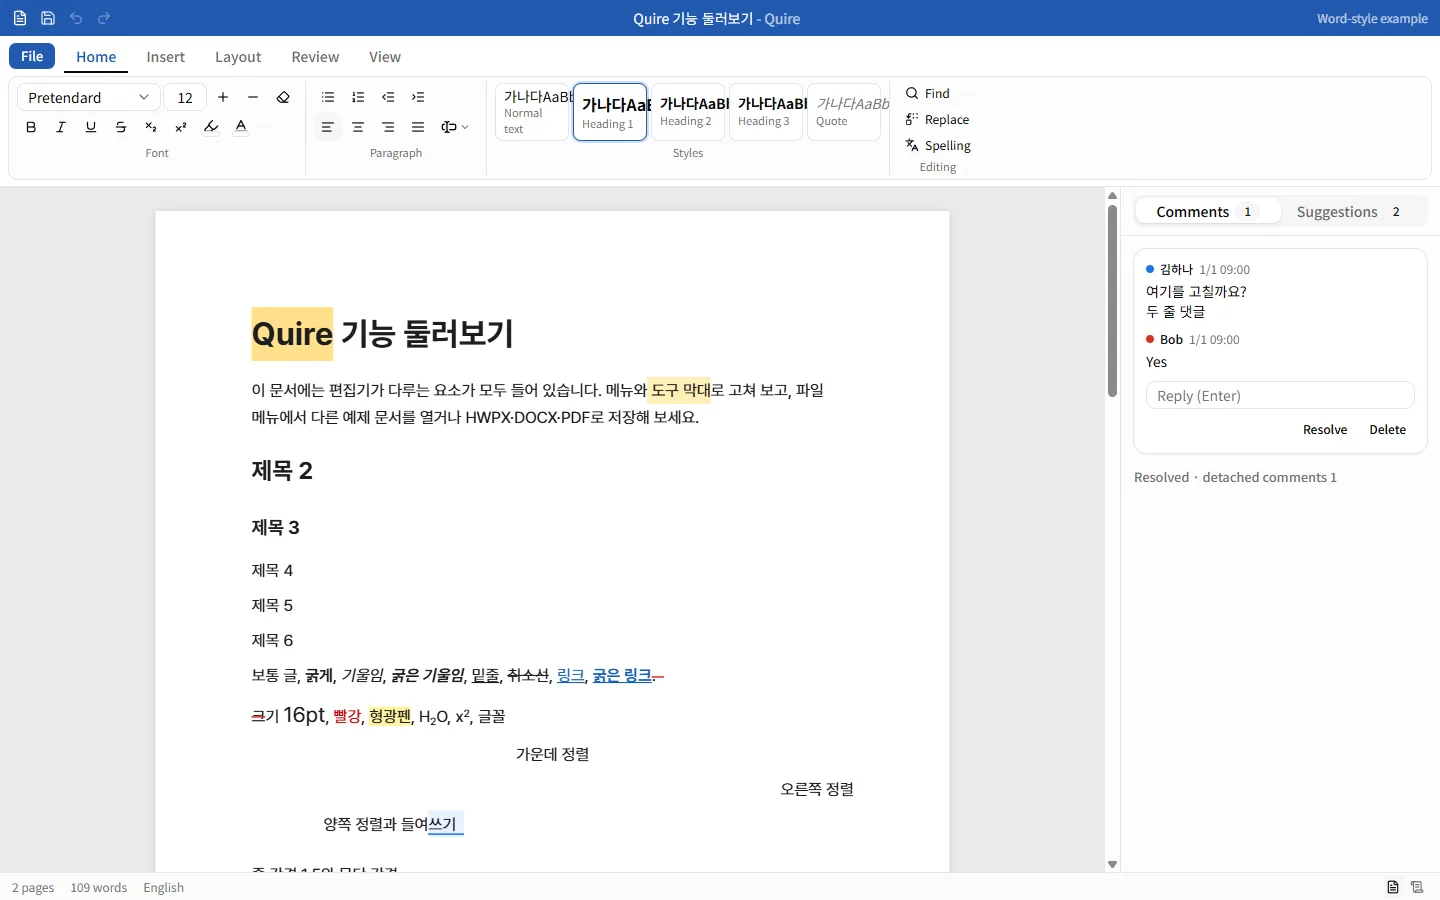 Quire 기능 둘러보기 - Quire
Word-style example
File
Home
Insert
Layout
Review
View
Pretendard
12
Font
Paragraph
가나다AaB
Normal text
가나다AaB
Heading 1
가나다AaB
Heading 2
가나다AaB
Heading 3
가나다AaBb
Quote
Styles
Find
Replace
Spelling
Editing
Quire 기능 둘러보기
이 문서에는 편집기가 다루는 요소가 모두 들어 있습니다. 메뉴와 도구 막대로 고쳐 보고, 파일
메뉴에서 다른 예제 문서를 열거나 HWPX·DOCX·PDF로 저장해 보세요.
제목 2
제목 3
제목 4
제목 5
제목 6
보통 글, 굵게, 기울임, 굵은 기울임, 밑줄, 취소선, 링크, 굵은 링크.
크기 16pt, 빨강, 형광펜, H₂O, x², 글꼴
가운데 정렬
오른쪽 정렬
양쪽 정렬과 들여쓰기
Comments 1
Suggestions 2
김하나 1/1 09:00
여기를 고칠까요?
두 줄 댓글
Bob 1/1 09:00
Yes
Reply (Enter)
Resolve
Delete
Resolved · detached comments 1
2 pages
109 words
English